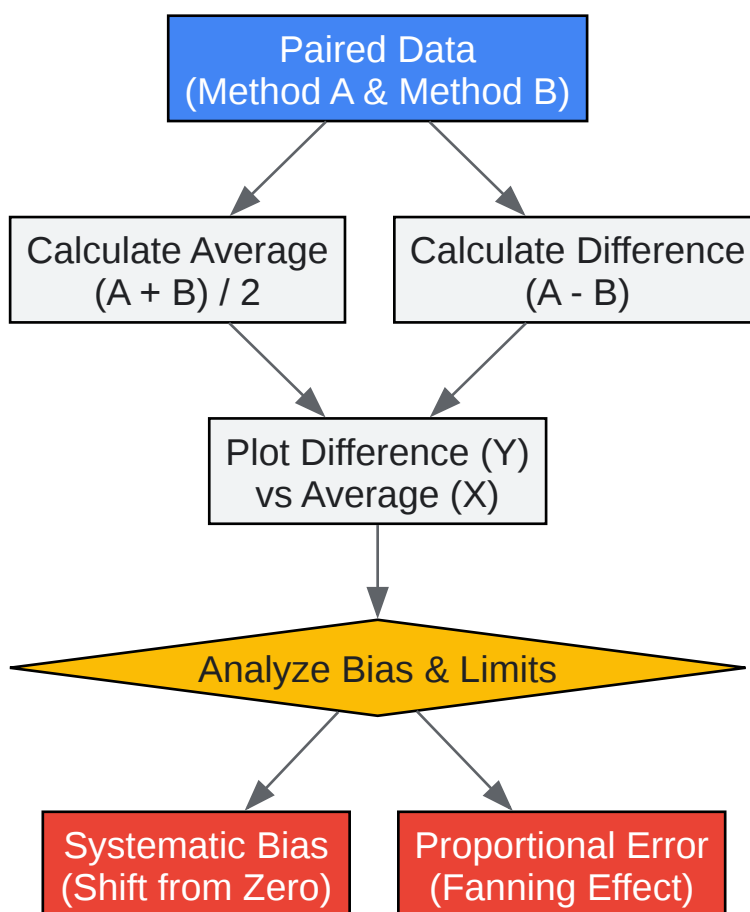 Paired Data
(Method A & Method B)
Calculate Average
(A + B) / 2
Calculate Difference
(A - B)
Plot Difference (Y)
vs Average (X)
Analyze Bias & Limits
Systematic Bias
(Shift from Zero)
Proportional Error
(Fanning Effect)